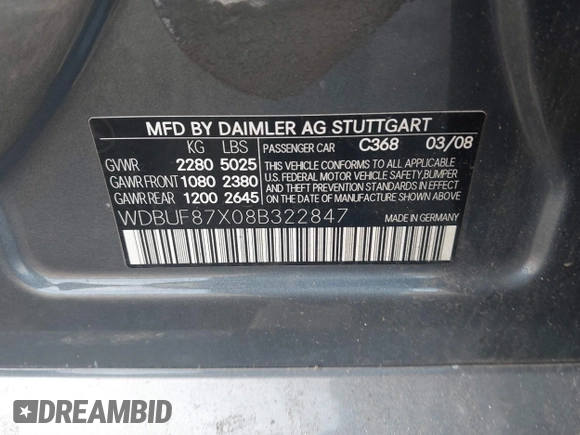 MFD BY DAIMLER AG STUTTGART
KG LBS PASSENGER CAR C368 03/08
GVWR 2280 5025 THIS VEHICLE CONFORMS TO ALL APPLICABLE
GAWR FRONT 1080 2380 U.S. FEDERAL MOTOR VEHICLE SAFETY, BUMPER
AND THEFT PREVENTION STANDARDS IN EFFECT
GAWR REAR 1200 2645 ON THE DATE OF MANUFACTURE SHOWN ABOVE
WDBUF87X08B322847 MADE IN GERMANY
DREAMBID